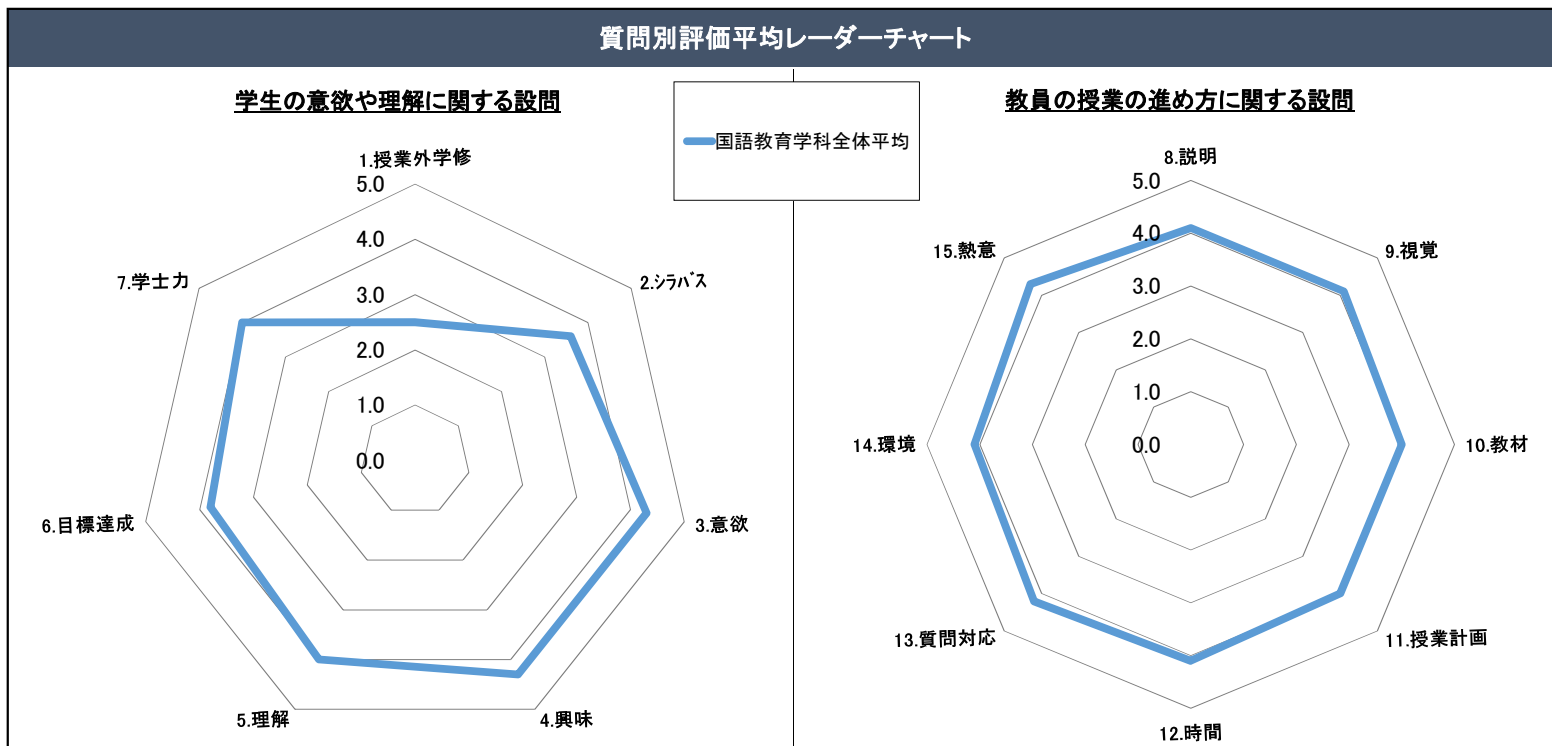 質問別評価平均レーダーチャート
学生の意欲や理解に関する設問
国語教育学科全体平均
教員の授業の進め方に関する設問
1.授業外学修
5.0
4.0
3.0
2.0
1.0
0.0
2.ｼﾗﾊﾞｽ
3.意欲
4.興味
5.理解
6.目標達成
7.学士力
8.説明
5.0
4.0
3.0
2.0
1.0
0.0
9.視覚
10.教材
11.授業計画
12.時間
13.質問対応
14.環境
15.熱意